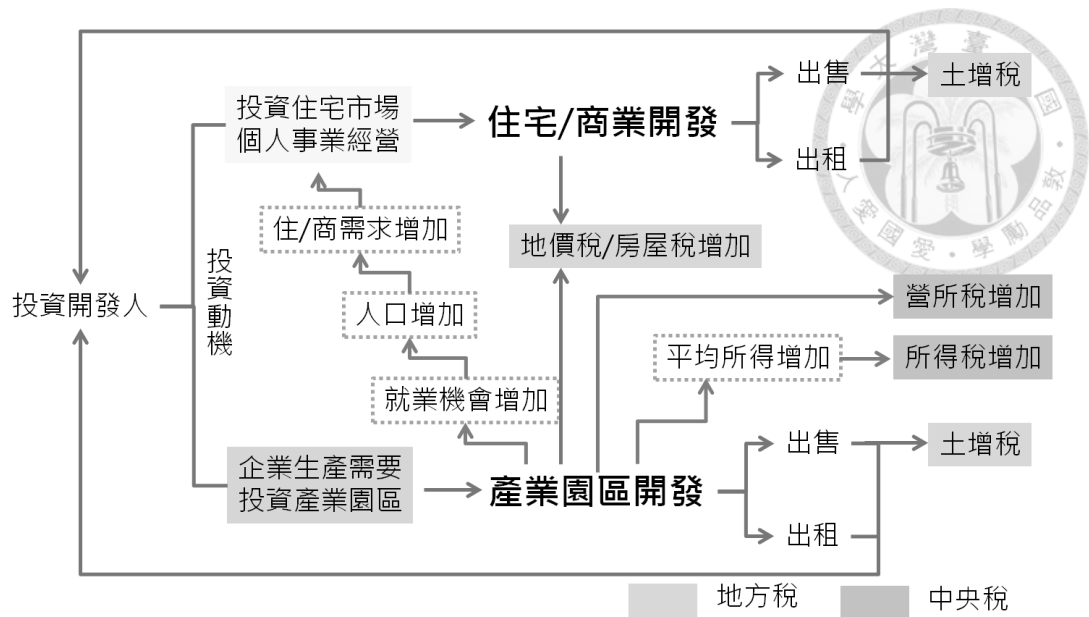 出售
土增稅
投資住宅市場
個人事業經營
住宅/商業開發
出租
住/商需求增加
地價稅/房屋稅增加
投資動機
投資開發人
人口增加
營所稅增加
平均所得增加
所得稅增加
就業機會增加
出售
土增稅
企業生產需要
投資產業園區
產業園區開發
出租
地方稅
中央稅